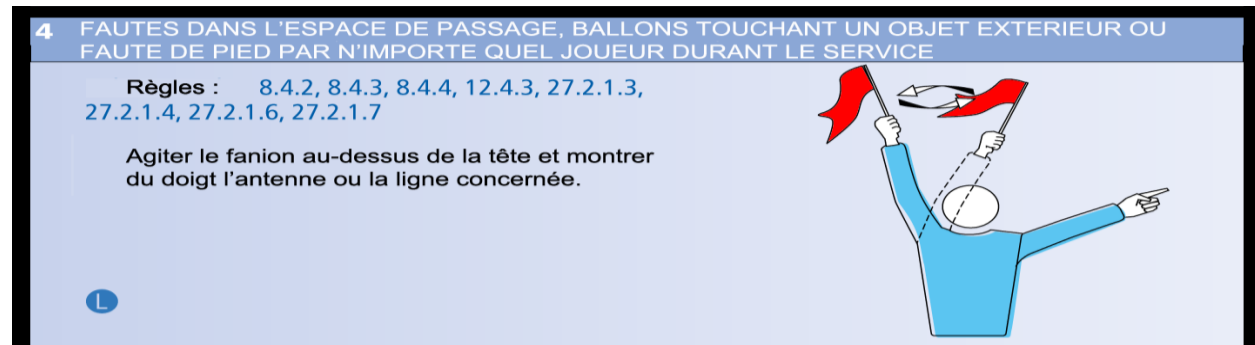 4 FAUTES DANS L'ESPACE DE PASSAGE, BALLONS TOUCHANT UN OBJET EXTERIEUR OU
FAUTE DE PIED PAR N'IMPORTE QUEL JOUEUR DURANT LE SERVICE
Règles : 8.4.2, 8.4.3, 8.4.4, 12.4.3, 27.2.1.3,
27.2.1.4, 27.2.1.6, 27.2.1.7
Agiter le fanion au-dessus de la tête et montrer
du doigt l'antenne ou la ligne concernée.
L